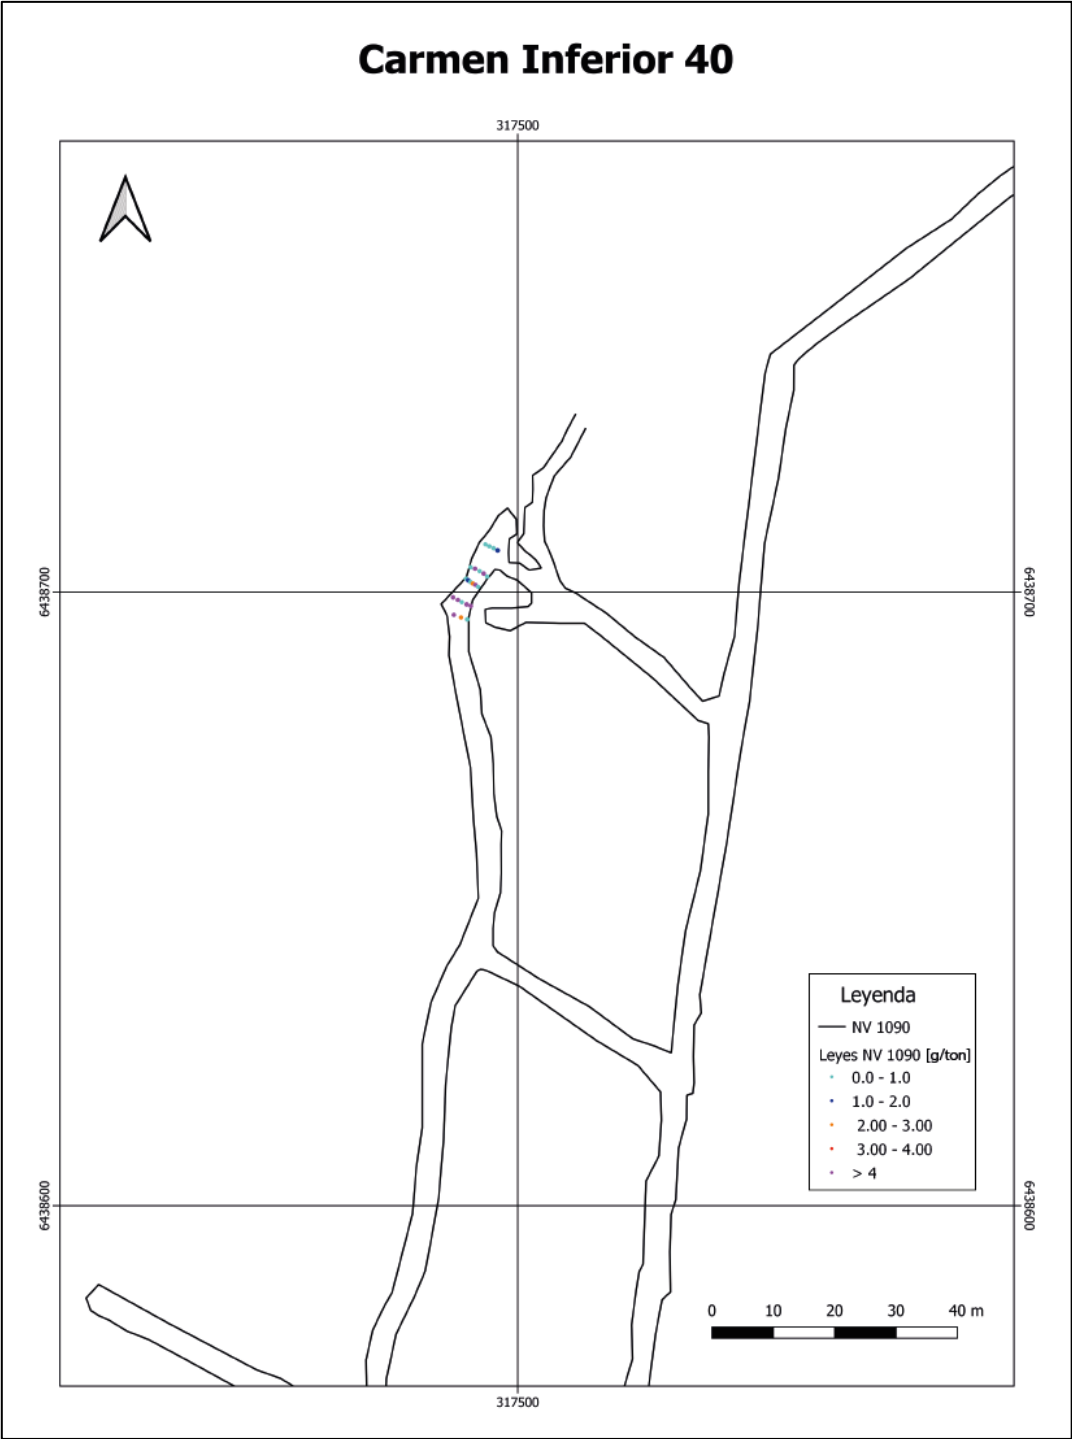 Carmen Inferior 40
317500
6438700
6438700
Leyenda
NV 1090
Leyes NV 1090 [g/ton]
0.0 - 1.0
1.0 - 2.0
2.00 - 3.00
3.00 - 4.00
> 4
6438600
6438600
0 10 20 30 40 m
317500